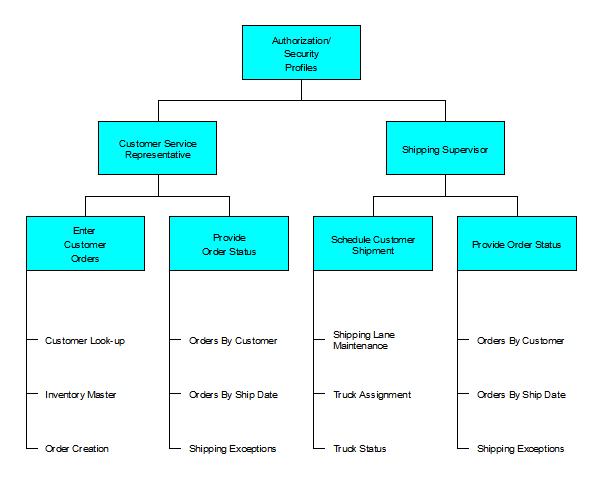 Authorization/
Security
Profiles
Customer Service
Representative
Shipping Supervisor
Enter
Customer
Orders
Provide
Order Status
Schedule Customer
Shipment
Provide Order Status
Customer Look-up
Orders By Customer
Shipping Lane
Maintenance
Orders By Customer
Inventory Master
Orders By Ship Date
Truck Assignment
Orders By Ship Date
Order Creation
Shipping Exceptions
Truck Status
Shipping Exceptions